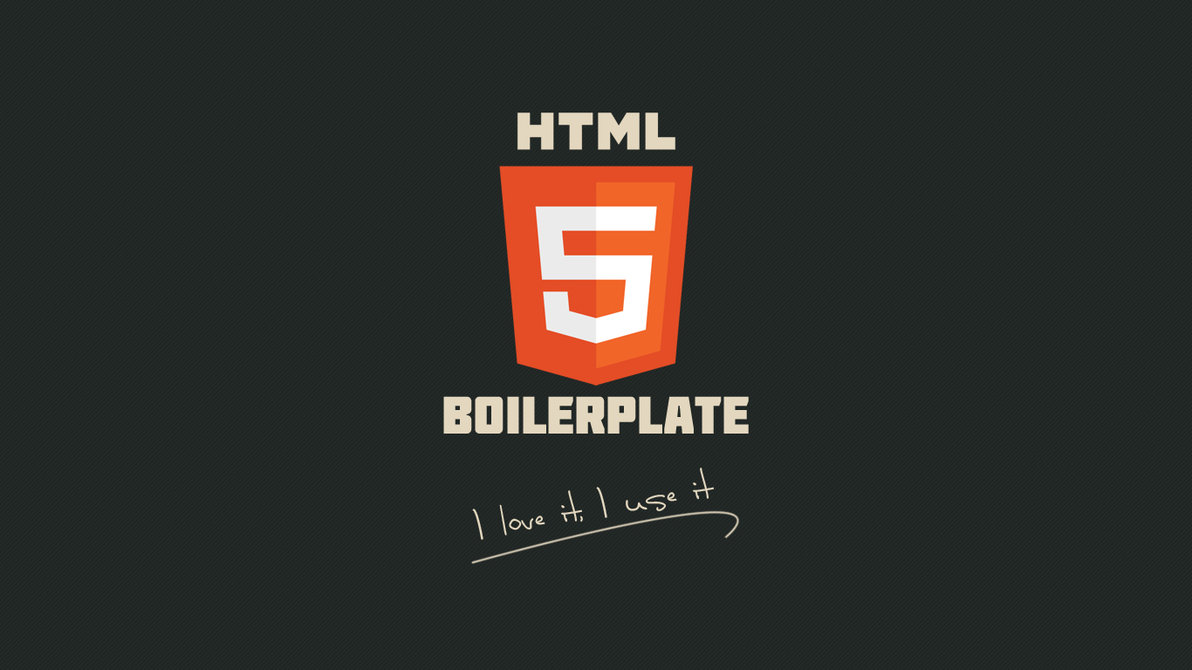 HTML
5
BOILERPLATE
I love it, I use it